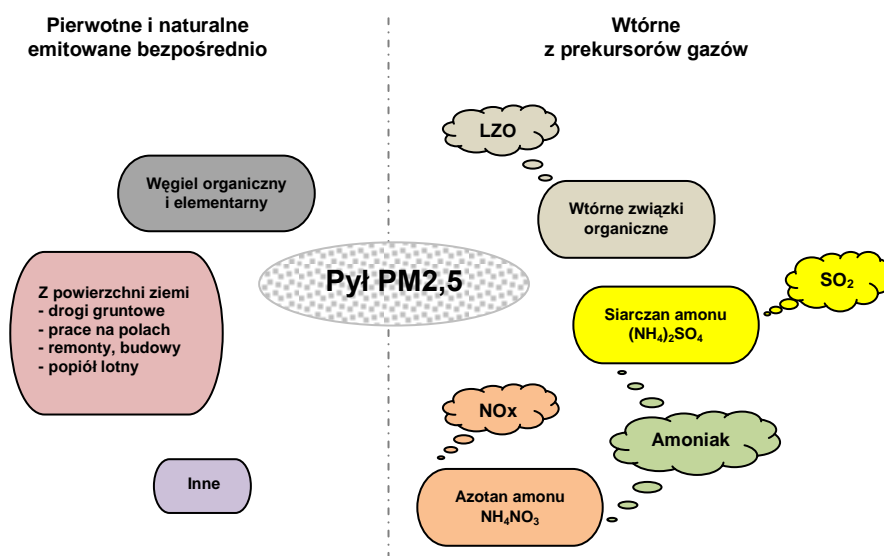 Pierwotne i naturalne
emitowane bezpośrednio
Wtórne
z prekursorów gazów
LZO
Węgiel organiczny
i elementarny
Wtórne związki
organiczne
Pył PM2,5
Z powierzchni ziemi
- drogi gruntowe
- prace na polach
- remonty, budowy
- popiół lotny
SO₂
Siarczan amonu
(NH₄)₂SO₄
NOx
Amoniak
Inne
Azotan amonu
NH₄NO₃